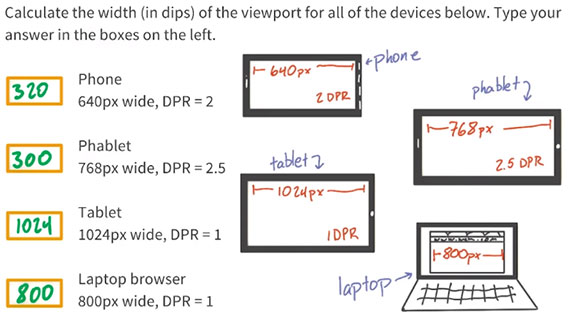 Calculate the width (in dips) of the viewport for all of the devices below. Type your
answer in the boxes on the left.
320
Phone
640px wide, DPR = 2
640px
2 DPR
phone
300
Phablet
768px wide, DPR = 2.5
phablet
768px
2.5 DPR
1024
Tablet
1024px wide, DPR = 1
tablet
1024px
1DPR
800
Laptop browser
800px wide, DPR = 1
laptop
800px